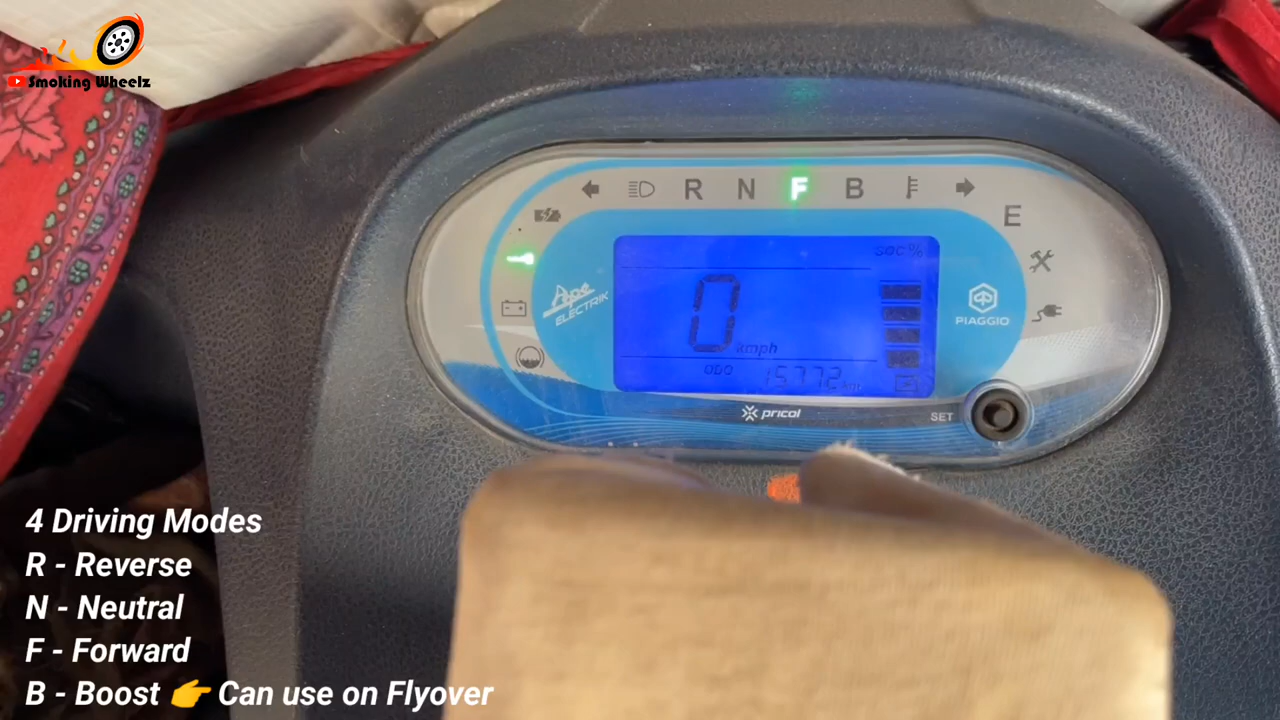 Smoking Wheelz
R N F B
E
SOC%
Ape
ELECTRIK
0
kmph
PIAGGIO
ODO 15772 km
pricol
SET
4 Driving Modes
R - Reverse
N - Neutral
F - Forward
B - Boost 👉 Can use on Flyover